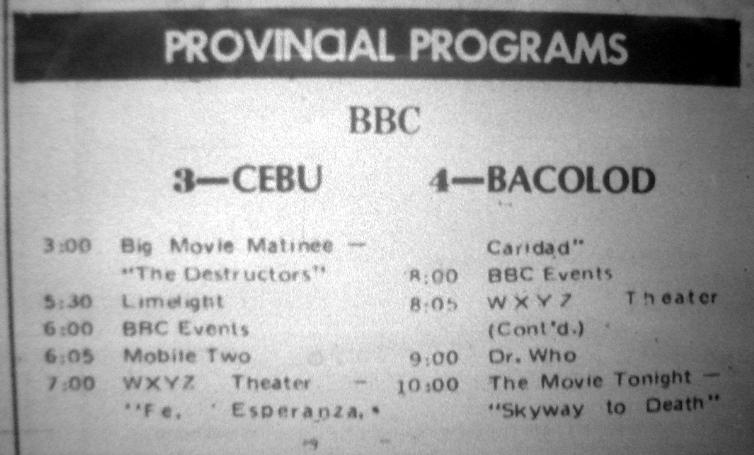 PROVINCIAL PROGRAMS
BBC
3—CEBU
4—BACOLOD
3:00 Big Movie Matinee —
"The Destructors"
5:30 Limelight
6:00 BBC Events
6:05 Mobile Two
7:00 WXYZ Theater —
"Fe, Esperanza,
Caridad"
8:00 BBC Events
8:05 WXYZ Theater
(Cont'd.)
9:00 Dr. Who
10:00 The Movie Tonight —
"Skyway to Death"